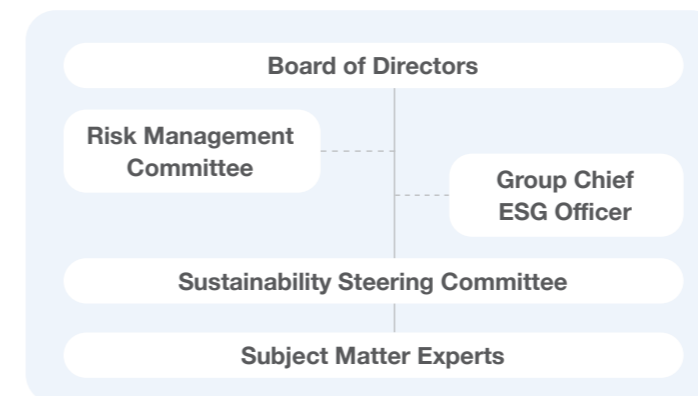 Board of Directors
Risk Management
Committee
Group Chief
ESG Officer
Sustainability Steering Committee
Subject Matter Experts